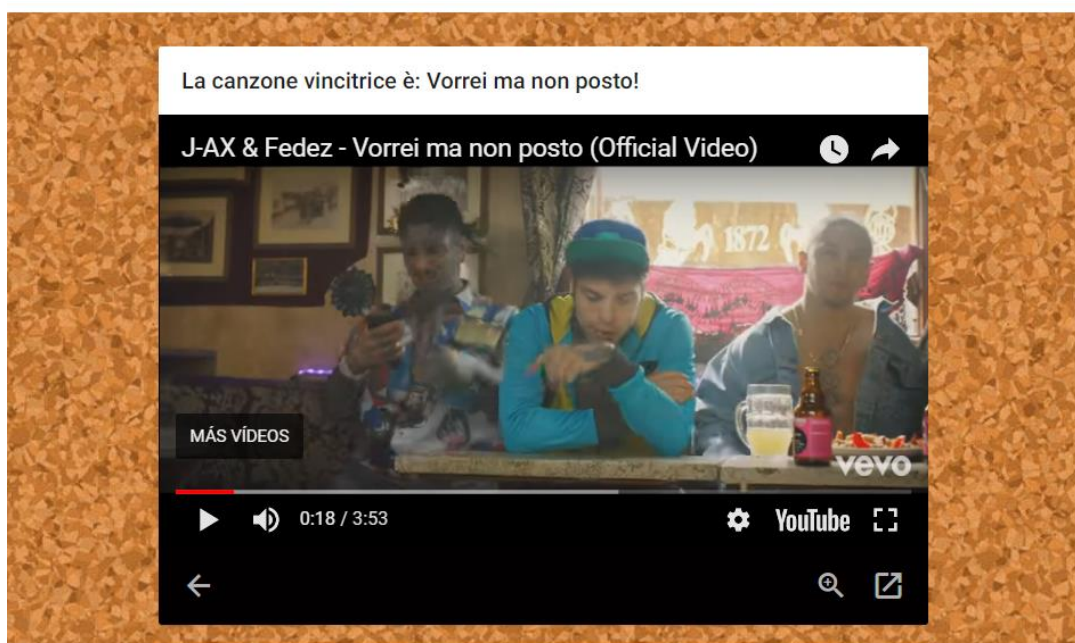 La canzone vincitrice è: Vorrei ma non posto!
J-AX & Fedez - Vorrei ma non posto (Official Video)
1872
MÁS VÍDEOS
vevo
0:18 / 3:53
YouTube